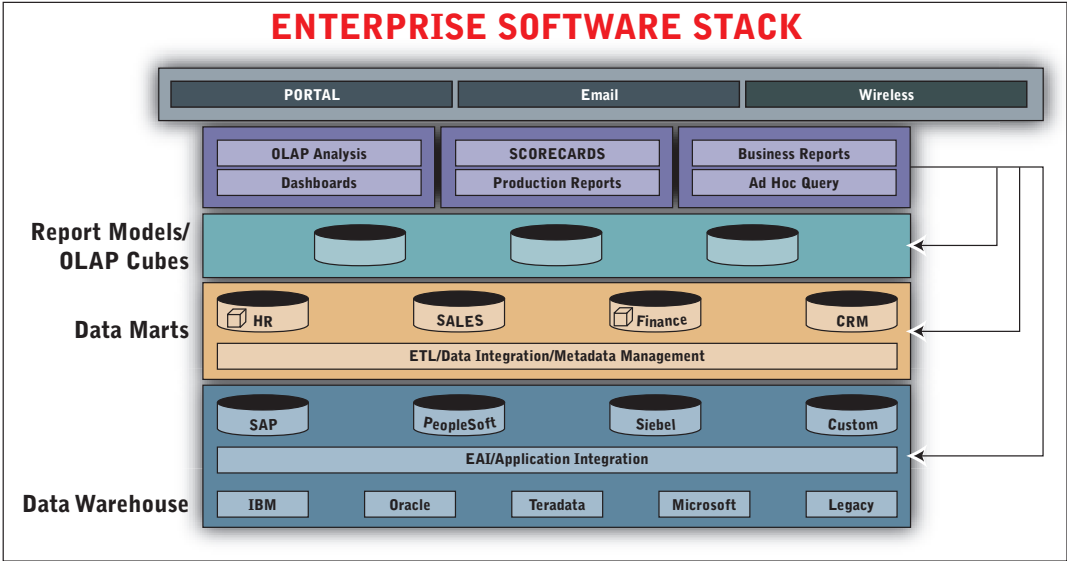 ENTERPRISE SOFTWARE STACK
PORTAL
Email
Wireless
OLAP Analysis
SCORECARDS
Business Reports
Dashboards
Production Reports
Ad Hoc Query
Report Models/
OLAP Cubes
Data Marts
HR
SALES
Finance
CRM
ETL/Data Integration/Metadata Management
SAP
PeopleSoft
Siebel
Custom
EAI/Application Integration
Data Warehouse
IBM
Oracle
Teradata
Microsoft
Legacy